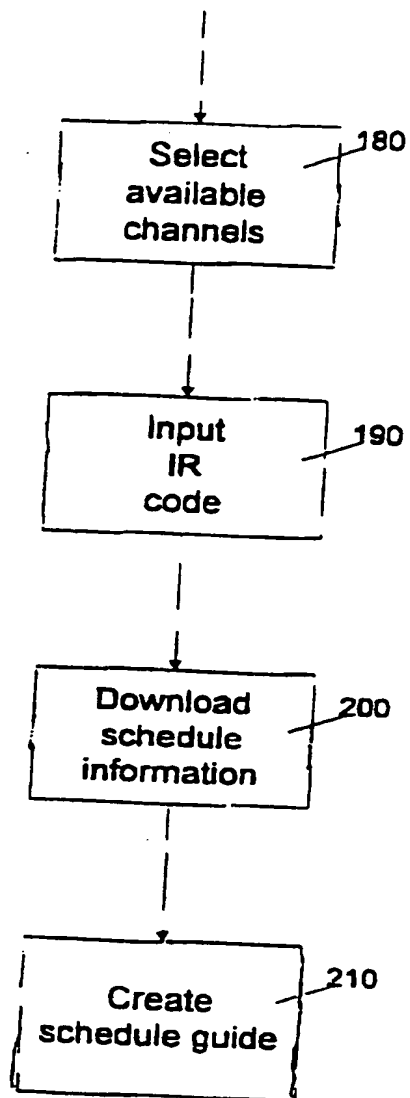 Select
available
channels
180
Input
IR
code
190
Download
schedule
information
200
Create
schedule guide
210